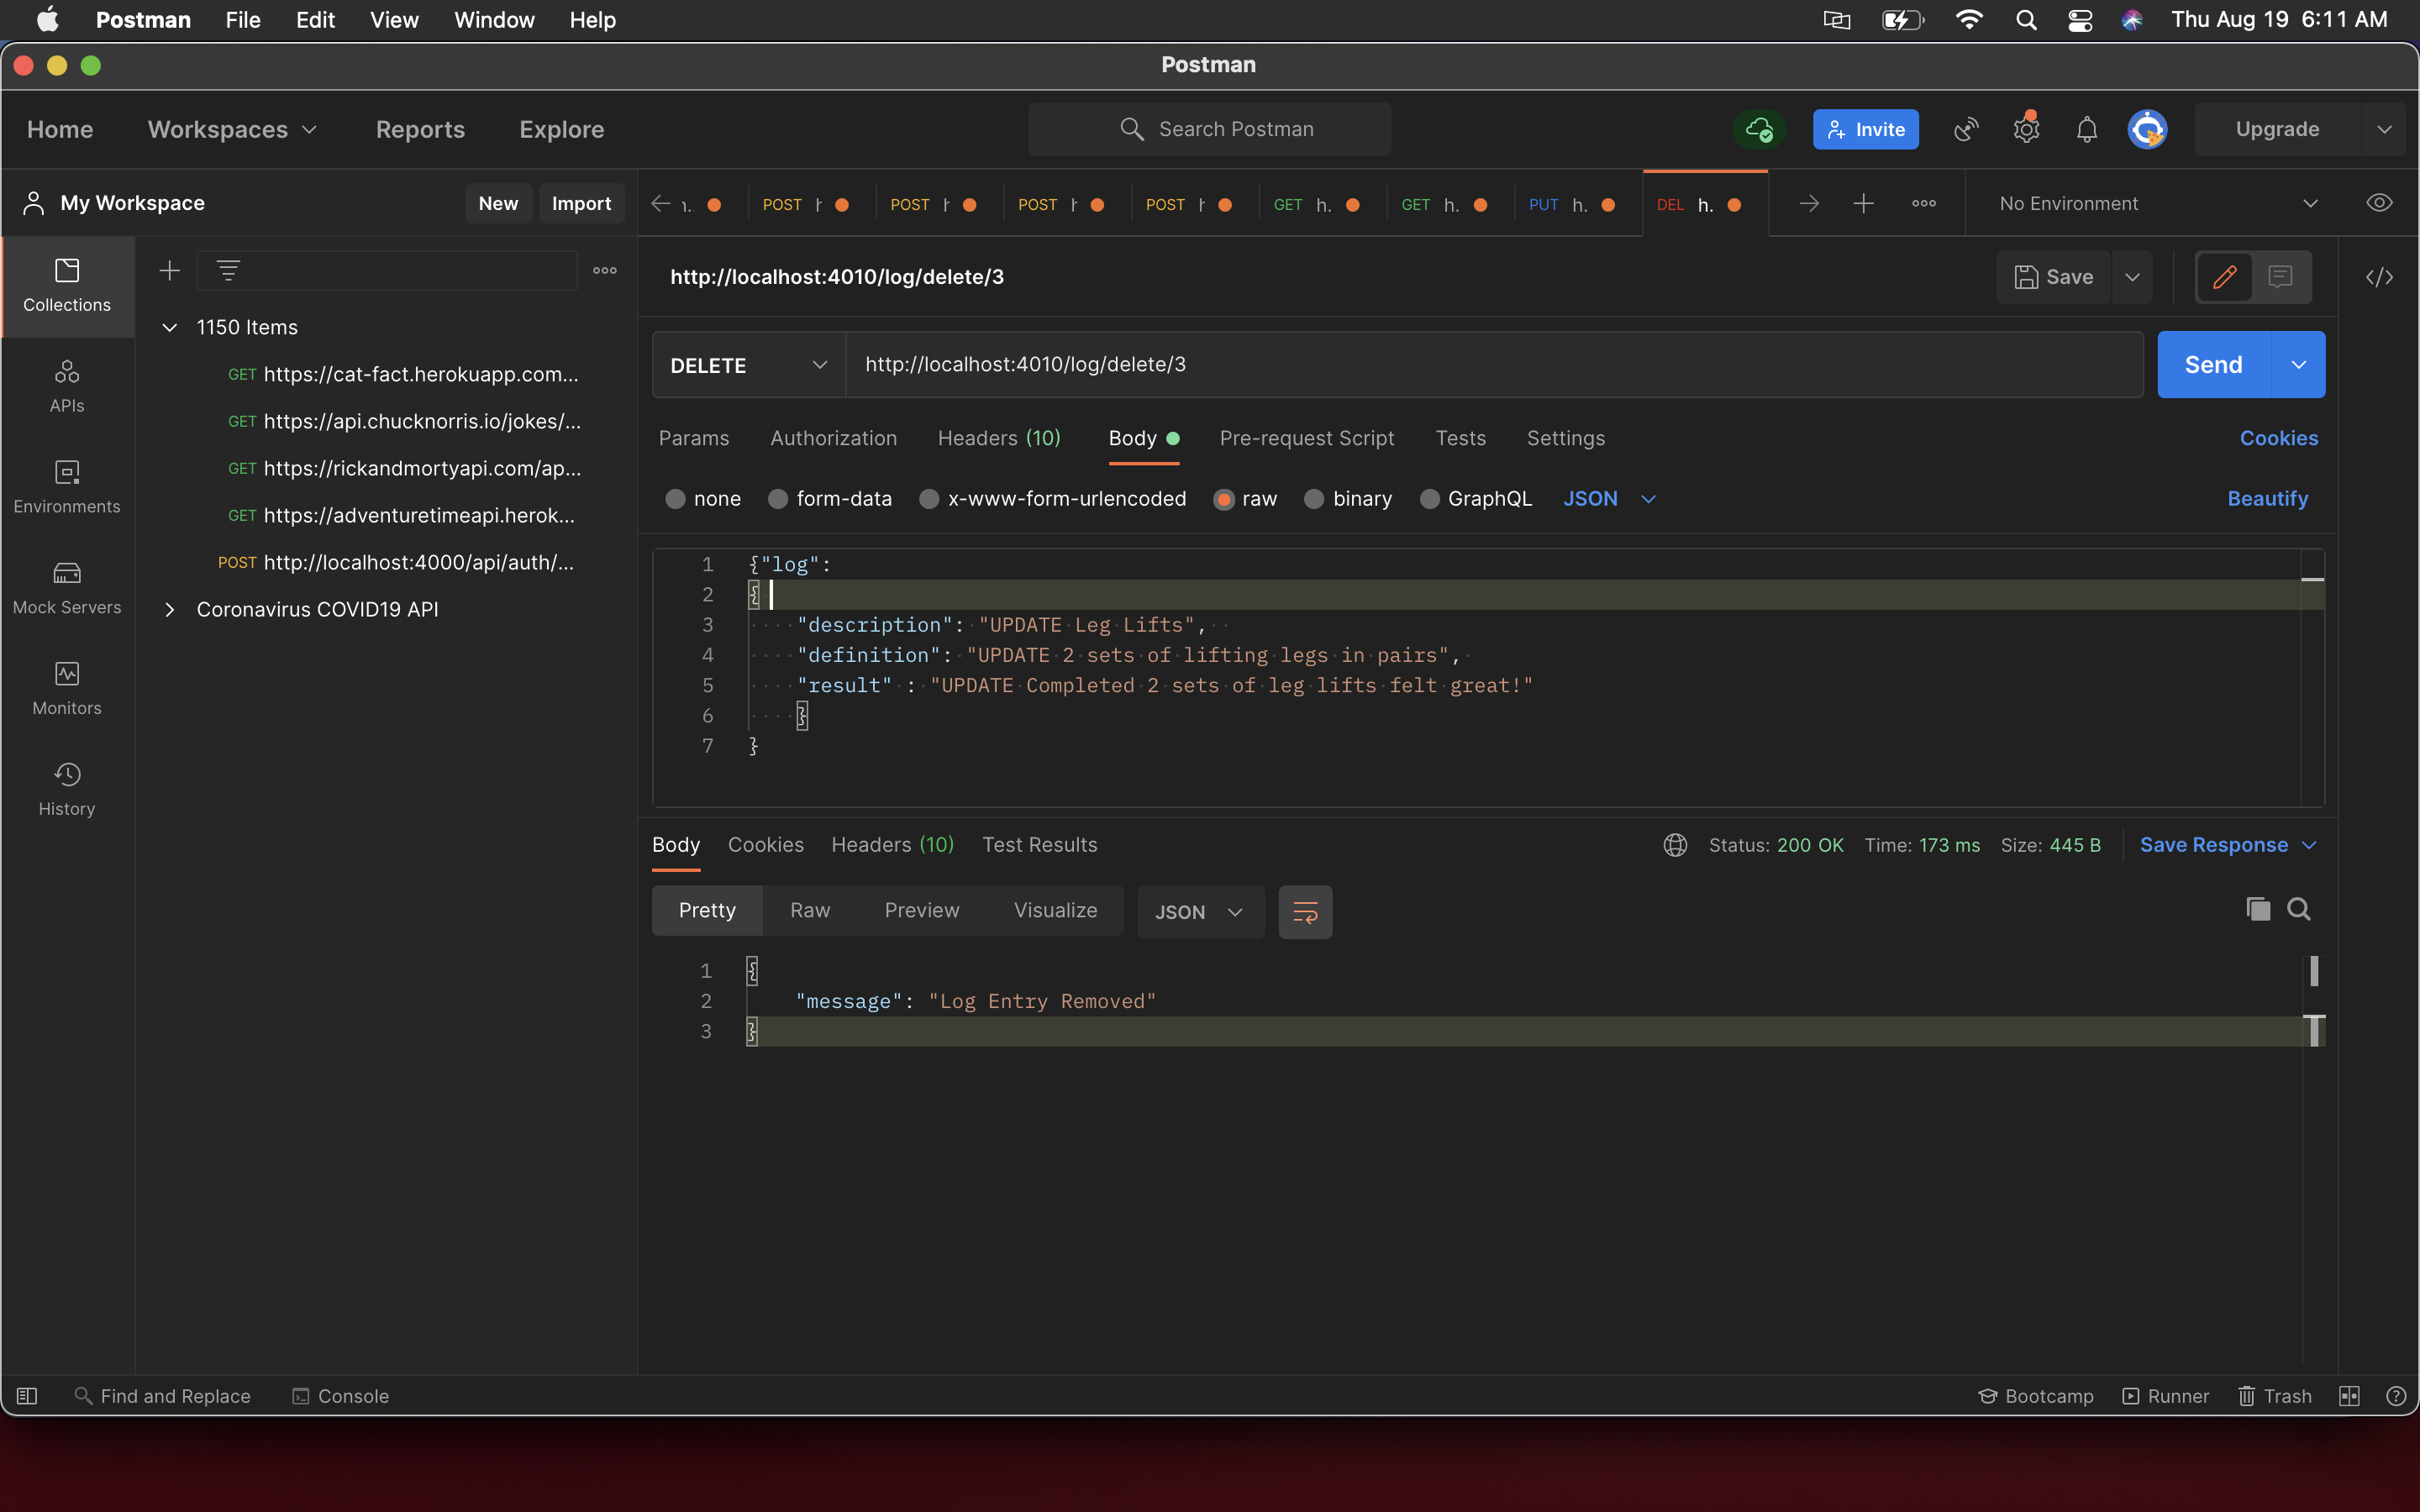 Postman File Edit View Window Help Thu Aug 19 6:11 AM
Postman
Home Workspaces Reports Explore Search Postman Invite Upgrade
My Workspace New Import
POST h POST h POST h POST h GET h. GET h. PUT h. DEL h. No Environment
Collections
APIs
Environments
Mock Servers
Monitors
History
1150 Items
GET https://cat-fact.herokuapp.com...
GET https://api.chucknorris.io/jokes/...
GET https://rickandmortyapi.com/ap...
GET https://adventuretimeapi.herok...
POST http://localhost:4000/api/auth/...
Coronavirus COVID19 API
http://localhost:4010/log/delete/3 Save
DELETE http://localhost:4010/log/delete/3 Send
Params Authorization Headers (10) Body Pre-request Script Tests Settings Cookies
none form-data x-www-form-urlencoded raw binary GraphQL JSON Beautify
1 {"log":
2 {
3 "description": "UPDATE Leg Lifts",
4 "definition": "UPDATE 2 sets of lifting legs in pairs",
5 "result" : "UPDATE Completed 2 sets of leg lifts felt great!"
6 }
7 }
Body Cookies Headers (10) Test Results Status: 200 OK Time: 173 ms Size: 445 B Save Response
Pretty Raw Preview Visualize JSON
1 {
2 "message": "Log Entry Removed"
3 }
Find and Replace Console Bootcamp Runner Trash